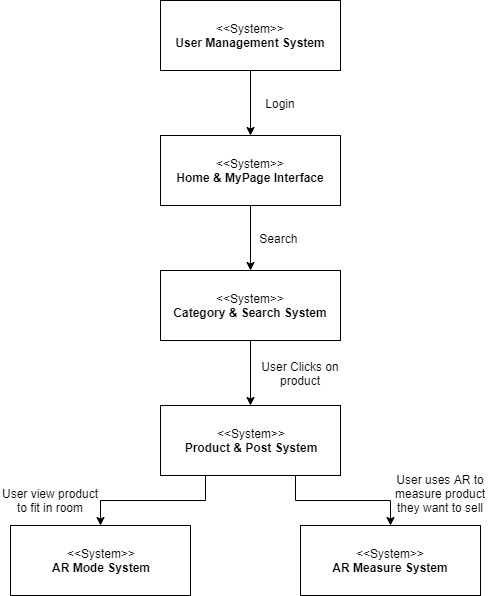 <<System>>
User Management System
Login
<<System>>
Home & MyPage Interface
Search
<<System>>
Category & Search System
User Clicks on
product
<<System>>
Product & Post System
User view product
to fit in room
User uses AR to
measure product
they want to sell
<<System>>
AR Mode System
<<System>>
AR Measure System